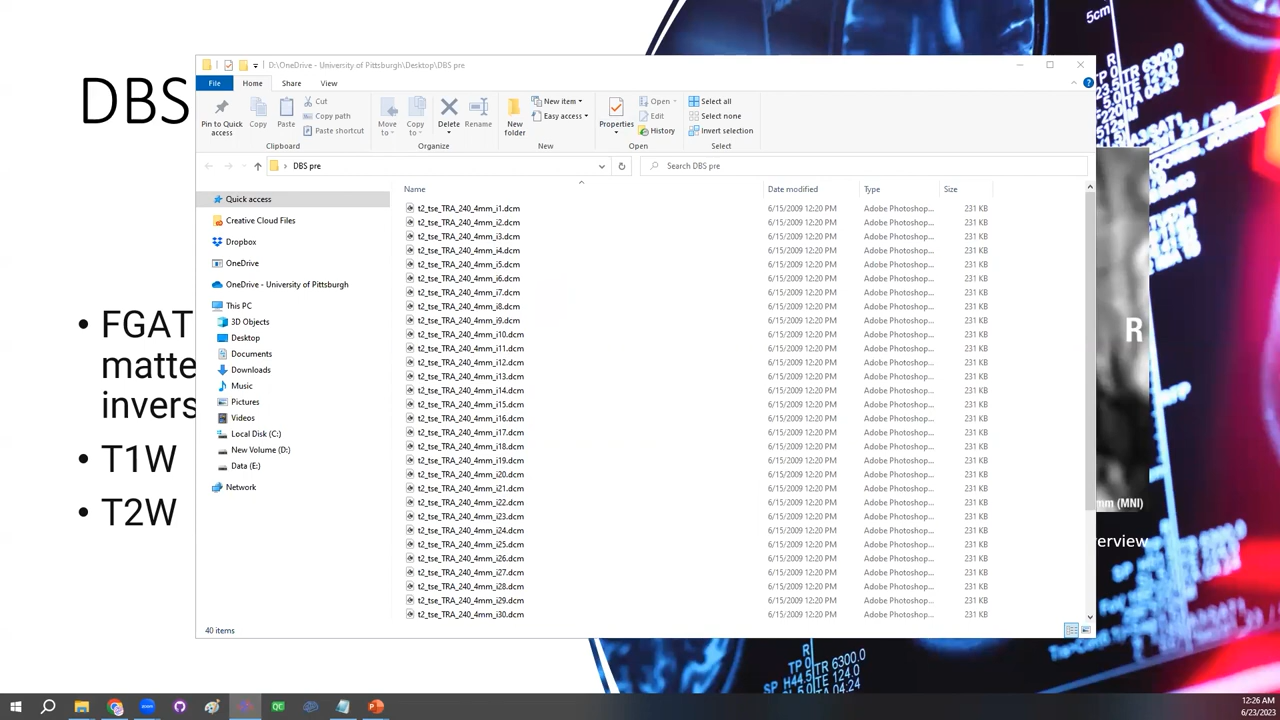 DBS
5cm
D:\OneDrive - University of Pittsburgh\Desktop\DBS pre
File Home Share View
Pin to Quick access
Copy
Paste
Cut
Copy path
Paste shortcut
Clipboard
Move to
Copy to
Delete
Rename
Organize
New folder
New item
Easy access
New
Properties
Open
Edit
History
Open
Select all
Select none
Invert selection
Select
DBS pre
Search DBS pre
Name Date modified Type Size
Quick access
Creative Cloud Files
Dropbox
OneDrive
OneDrive - University of Pittsburgh
This PC
3D Objects
Desktop
Documents
Downloads
Music
Pictures
Videos
Local Disk (C:)
New Volume (D:)
Data (E:)
Network
t2_tse_TRA_240_4mm_i1.dcm 6/15/2009 12:20 PM Adobe Photoshop... 231 KB
t2_tse_TRA_240_4mm_i2.dcm 6/15/2009 12:20 PM Adobe Photoshop... 231 KB
t2_tse_TRA_240_4mm_i3.dcm 6/15/2009 12:20 PM Adobe Photoshop... 231 KB
t2_tse_TRA_240_4mm_i4.dcm 6/15/2009 12:20 PM Adobe Photoshop... 231 KB
t2_tse_TRA_240_4mm_i5.dcm 6/15/2009 12:20 PM Adobe Photoshop... 231 KB
t2_tse_TRA_240_4mm_i6.dcm 6/15/2009 12:20 PM Adobe Photoshop... 231 KB
t2_tse_TRA_240_4mm_i7.dcm 6/15/2009 12:20 PM Adobe Photoshop... 231 KB
t2_tse_TRA_240_4mm_i8.dcm 6/15/2009 12:20 PM Adobe Photoshop... 231 KB
t2_tse_TRA_240_4mm_i9.dcm 6/15/2009 12:20 PM Adobe Photoshop... 231 KB
t2_tse_TRA_240_4mm_i10.dcm 6/15/2009 12:20 PM Adobe Photoshop... 231 KB
t2_tse_TRA_240_4mm_i11.dcm 6/15/2009 12:20 PM Adobe Photoshop... 231 KB
t2_tse_TRA_240_4mm_i12.dcm 6/15/2009 12:20 PM Adobe Photoshop... 231 KB
t2_tse_TRA_240_4mm_i13.dcm 6/15/2009 12:20 PM Adobe Photoshop... 231 KB
t2_tse_TRA_240_4mm_i14.dcm 6/15/2009 12:20 PM Adobe Photoshop... 231 KB
t2_tse_TRA_240_4mm_i15.dcm 6/15/2009 12:20 PM Adobe Photoshop... 231 KB
t2_tse_TRA_240_4mm_i16.dcm 6/15/2009 12:20 PM Adobe Photoshop... 231 KB
t2_tse_TRA_240_4mm_i17.dcm 6/15/2009 12:20 PM Adobe Photoshop... 231 KB
t2_tse_TRA_240_4mm_i18.dcm 6/15/2009 12:20 PM Adobe Photoshop... 231 KB
t2_tse_TRA_240_4mm_i19.dcm 6/15/2009 12:20 PM Adobe Photoshop... 231 KB
t2_tse_TRA_240_4mm_i20.dcm 6/15/2009 12:20 PM Adobe Photoshop... 231 KB
t2_tse_TRA_240_4mm_i21.dcm 6/15/2009 12:20 PM Adobe Photoshop... 231 KB
t2_tse_TRA_240_4mm_i22.dcm 6/15/2009 12:20 PM Adobe Photoshop... 231 KB
t2_tse_TRA_240_4mm_i23.dcm 6/15/2009 12:20 PM Adobe Photoshop... 231 KB
t2_tse_TRA_240_4mm_i24.dcm 6/15/2009 12:20 PM Adobe Photoshop... 231 KB
t2_tse_TRA_240_4mm_i25.dcm 6/15/2009 12:20 PM Adobe Photoshop... 231 KB
t2_tse_TRA_240_4mm_i26.dcm 6/15/2009 12:20 PM Adobe Photoshop... 231 KB
t2_tse_TRA_240_4mm_i27.dcm 6/15/2009 12:20 PM Adobe Photoshop... 231 KB
t2_tse_TRA_240_4mm_i28.dcm 6/15/2009 12:20 PM Adobe Photoshop... 231 KB
t2_tse_TRA_240_4mm_i29.dcm 6/15/2009 12:20 PM Adobe Photoshop... 231 KB
t2_tse_TRA_240_4mm_i30.dcm 6/15/2009 12:20 PM Adobe Photoshop... 231 KB
40 items
• FGAT
matte
invers
• T1W
• T2W
R
mm (MNI)
erview
TR 6300.0
TE 124.0
TA 04:24
12:26 AM
6/23/2023